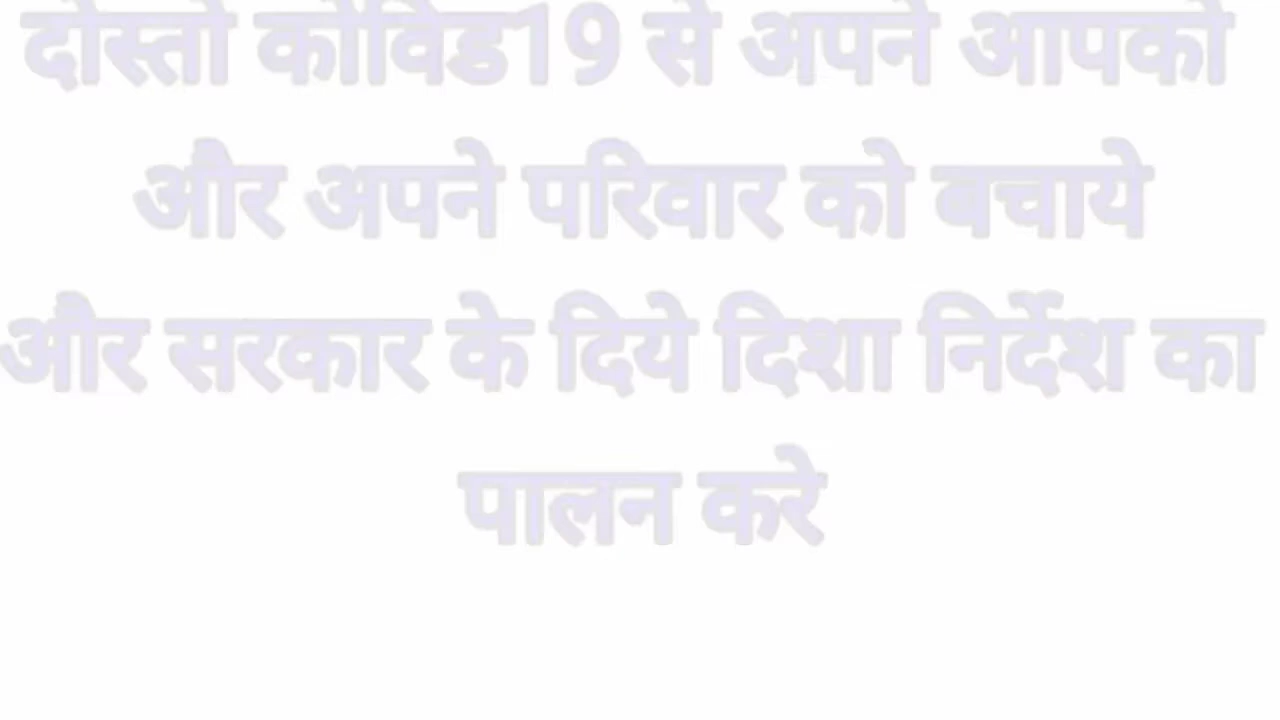 दोस्तो कोविड19 से अपने आपको
और अपने परिवार को बचाये
और सरकार के दिये दिशा निर्देश का
पालन करे